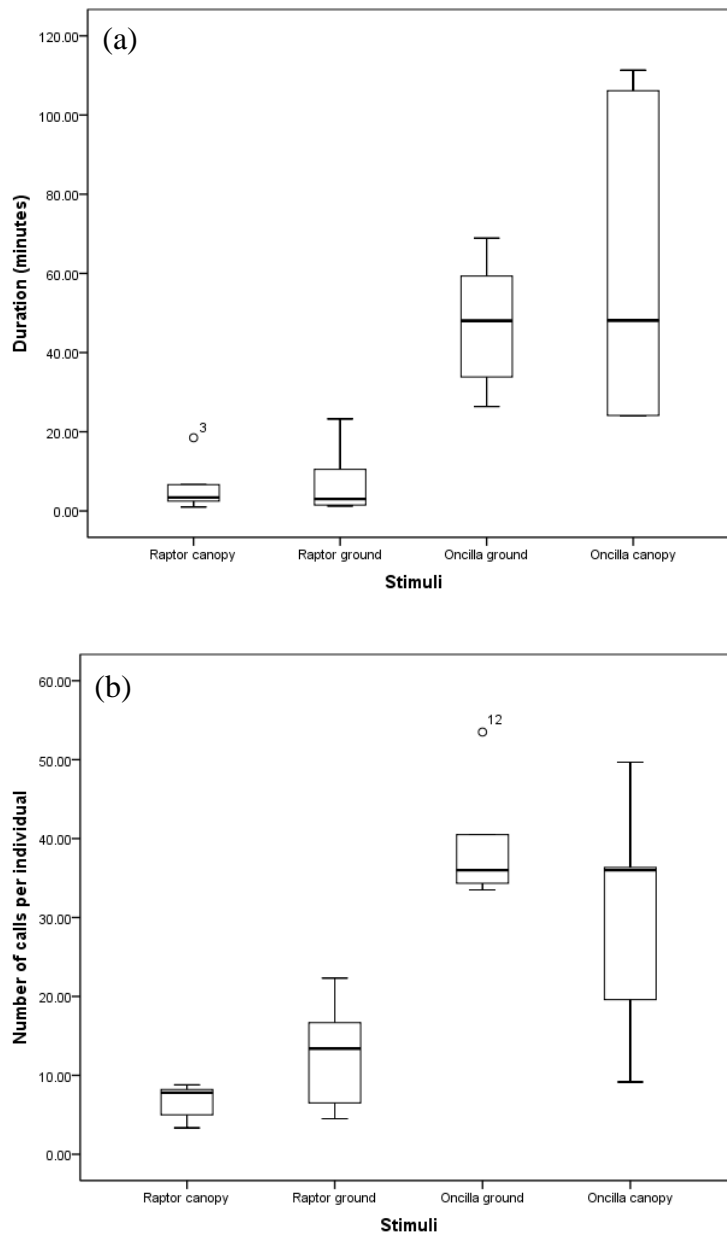 (a)
120.00
100.00
80.00
60.00
40.00
20.00
0.00
Duration (minutes)
3
Raptor canopy Raptor ground Oncilla ground Oncilla canopy
Stimuli
(b)
60.00
50.00
40.00
30.00
20.00
10.00
0.00
Number of calls per individual
12
Raptor canopy Raptor ground Oncilla ground Oncilla canopy
Stimuli